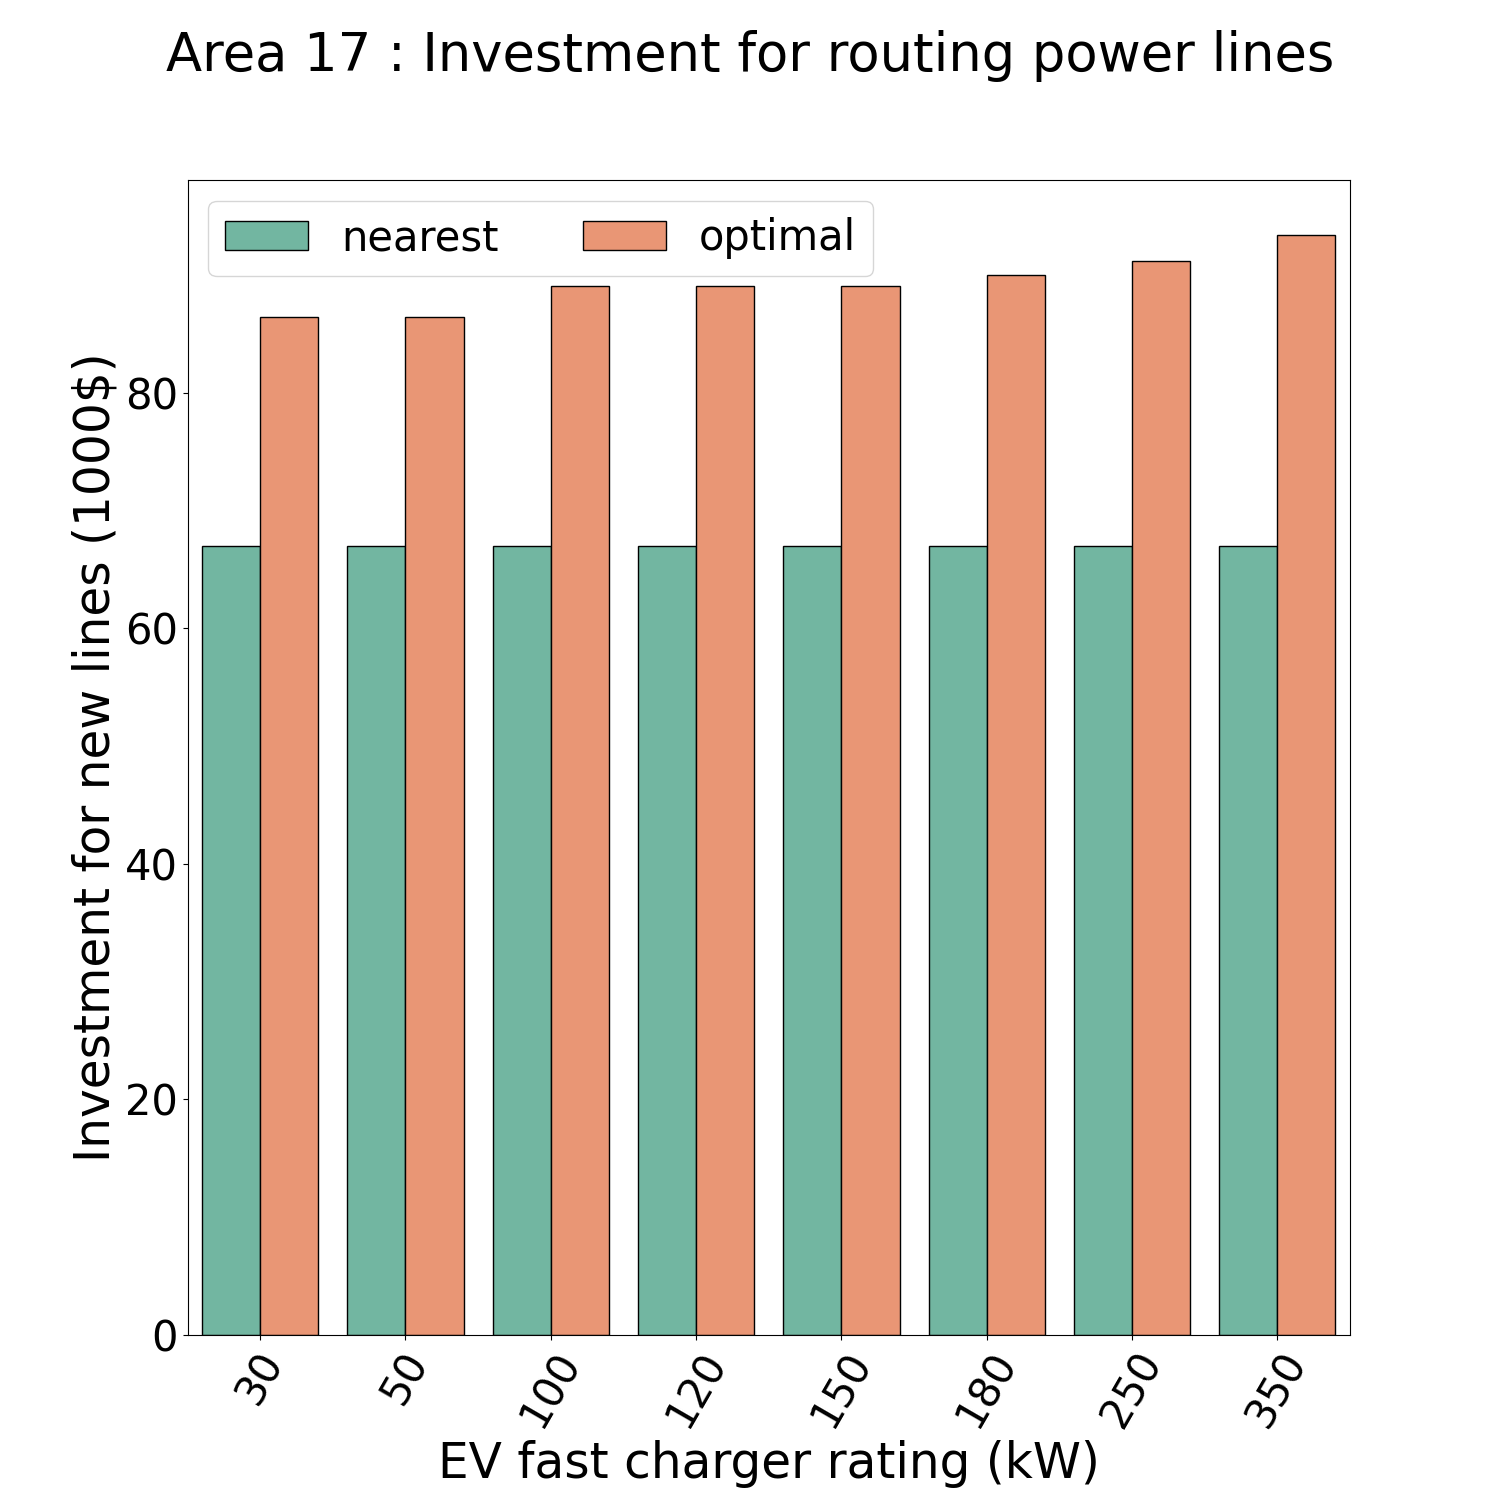 Area 17 : Investment for routing power lines
nearest
optimal
Investment for new lines (1000$)
80
60
40
20
0
30
50
100
120
150
180
250
350
EV fast charger rating (kW)